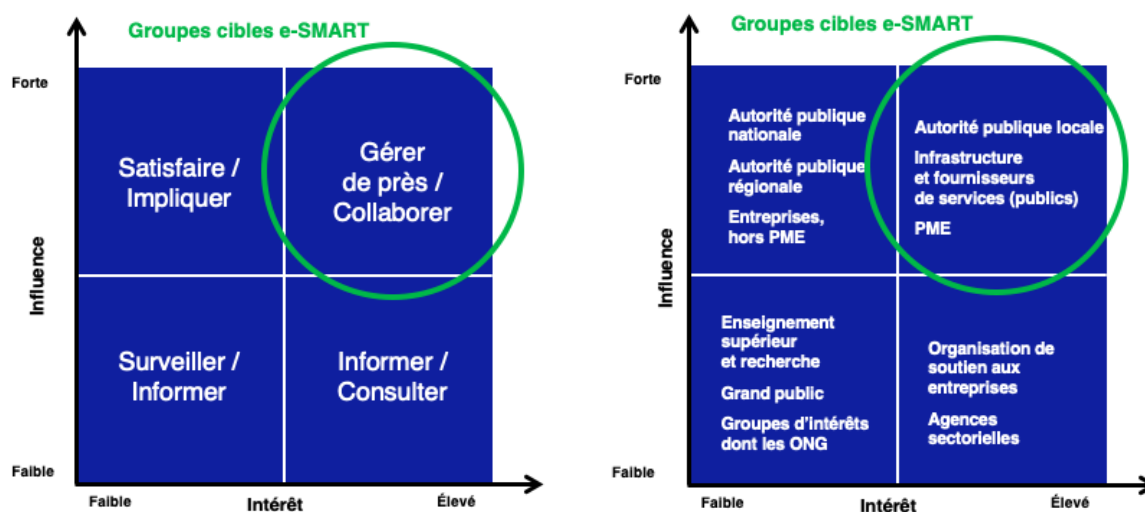 Groupes cibles e-SMART
Forte
Satisfaire /
Impliquer
Gérer
de près /
Collaborer
Influence
Surveiller /
Informer
Informer /
Consulter
Faible
Faible
Intérêt
Élevé
Groupes cibles e-SMART
Forte
Autorité publique
nationale
Autorité publique
régionale
Entreprises,
hors PME
Autorité publique locale
Infrastructure
et fournisseurs
de services (publics)
PME
Influence
Enseignement
supérieur
et recherche
Grand public
Groupes d'intérêts
dont les ONG
Organisation de
soutien aux
entreprises
Agences
sectorielles
Faible
Faible
Intérêt
Élevé